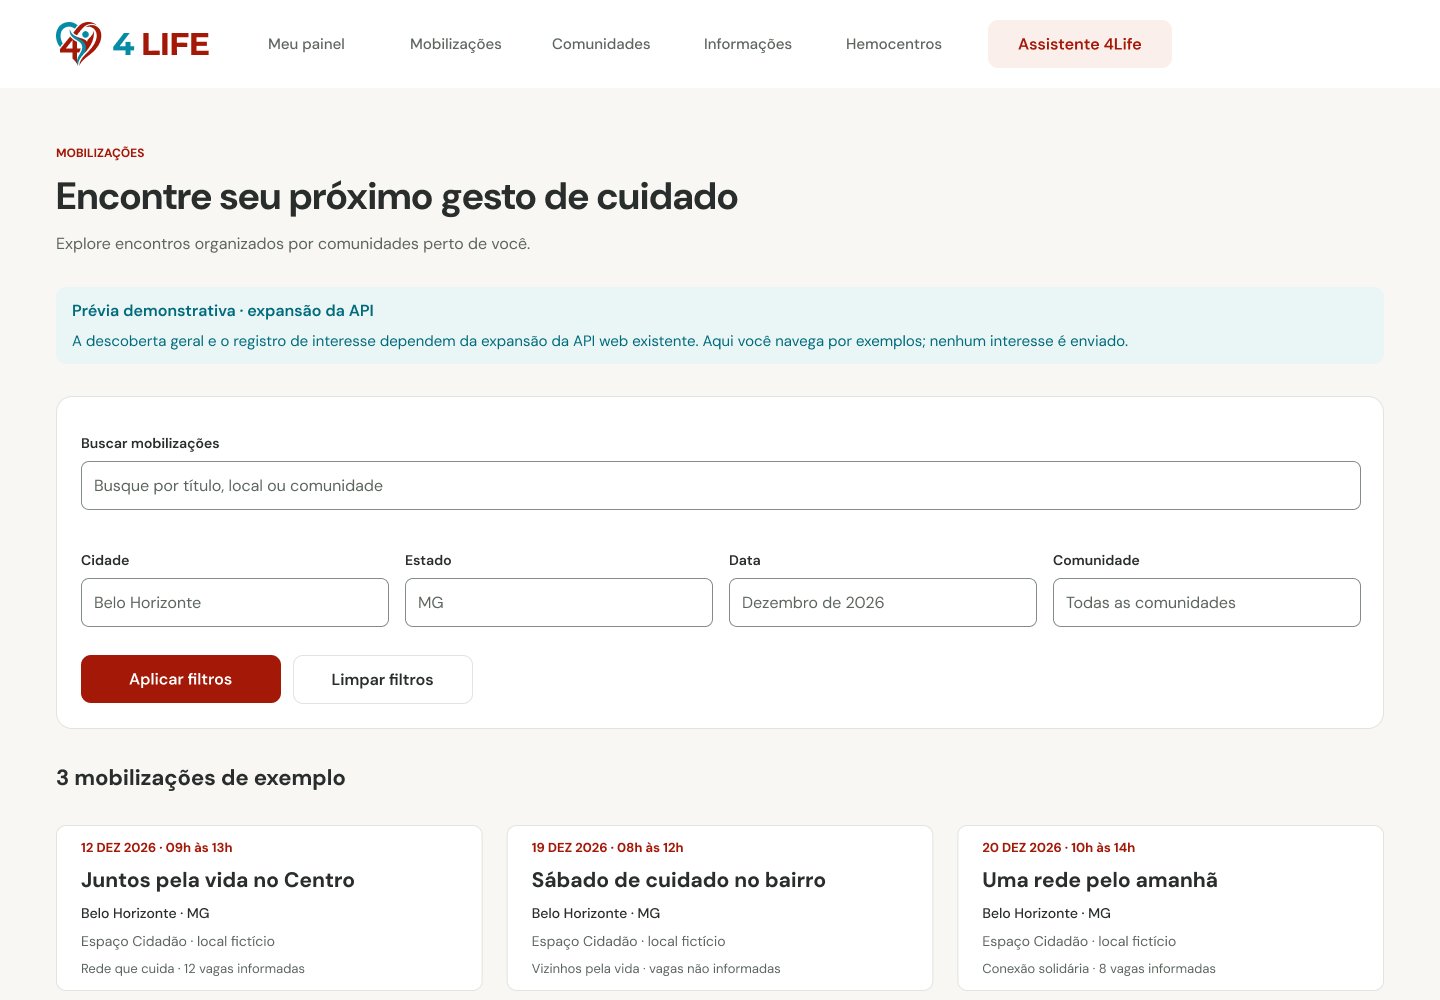 4 LIFE
Meu painel
Mobilizações
Comunidades
Informações
Hemocentros
Assistente 4Life
MOBILIZAÇÕES
Encontre seu próximo gesto de cuidado
Explore encontros organizados por comunidades perto de você.
Prévia demonstrativa · expansão da API
A descoberta geral e o registro de interesse dependem da expansão da API web existente. Aqui você navega por exemplos; nenhum interesse é enviado.
Buscar mobilizações
Busque por título, local ou comunidade
Cidade
Belo Horizonte
Estado
MG
Data
Dezembro de 2026
Comunidade
Todas as comunidades
Aplicar filtros
Limpar filtros
3 mobilizações de exemplo
12 DEZ 2026 · 09h às 13h
Juntos pela vida no Centro
Belo Horizonte · MG
Espaço Cidadão · local fictício
Rede que cuida · 12 vagas informadas
19 DEZ 2026 · 08h às 12h
Sábado de cuidado no bairro
Belo Horizonte · MG
Espaço Cidadão · local fictício
Vizinhos pela vida · vagas não informadas
20 DEZ 2026 · 10h às 14h
Uma rede pelo amanhã
Belo Horizonte · MG
Espaço Cidadão · local fictício
Conexão solidária · 8 vagas informadas